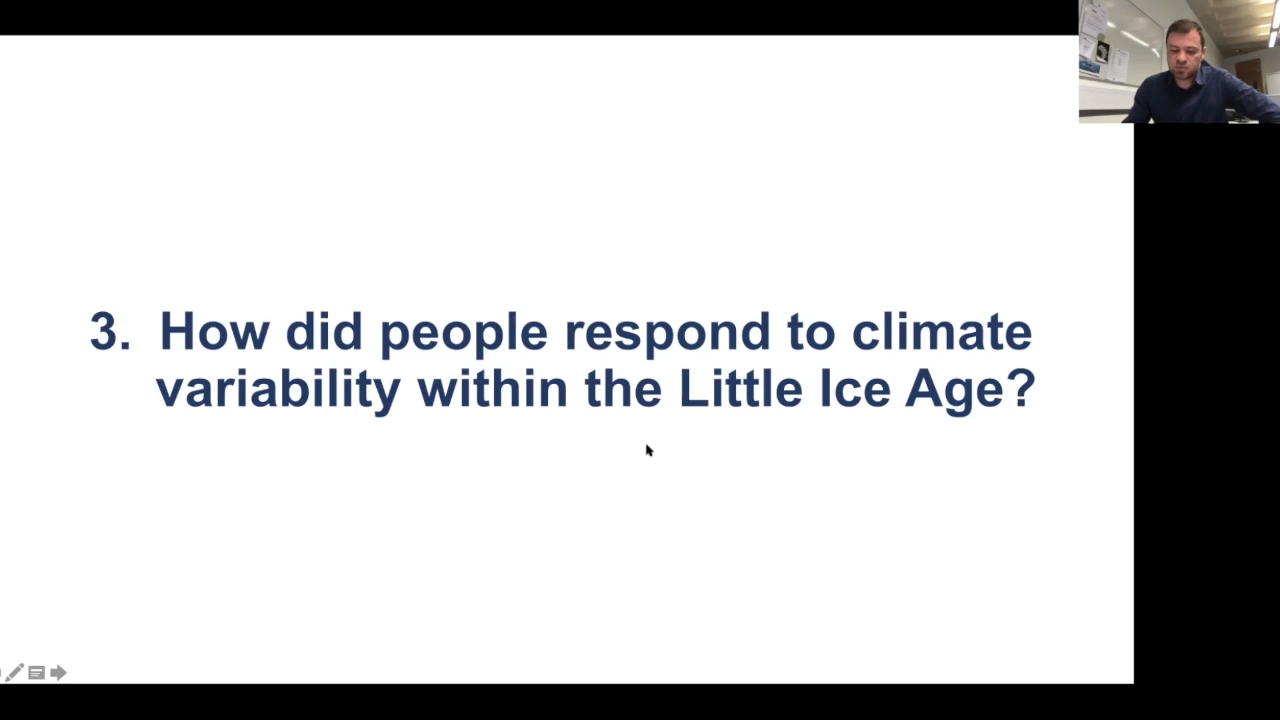 3. How did people respond to climate
variability within the Little Ice Age?